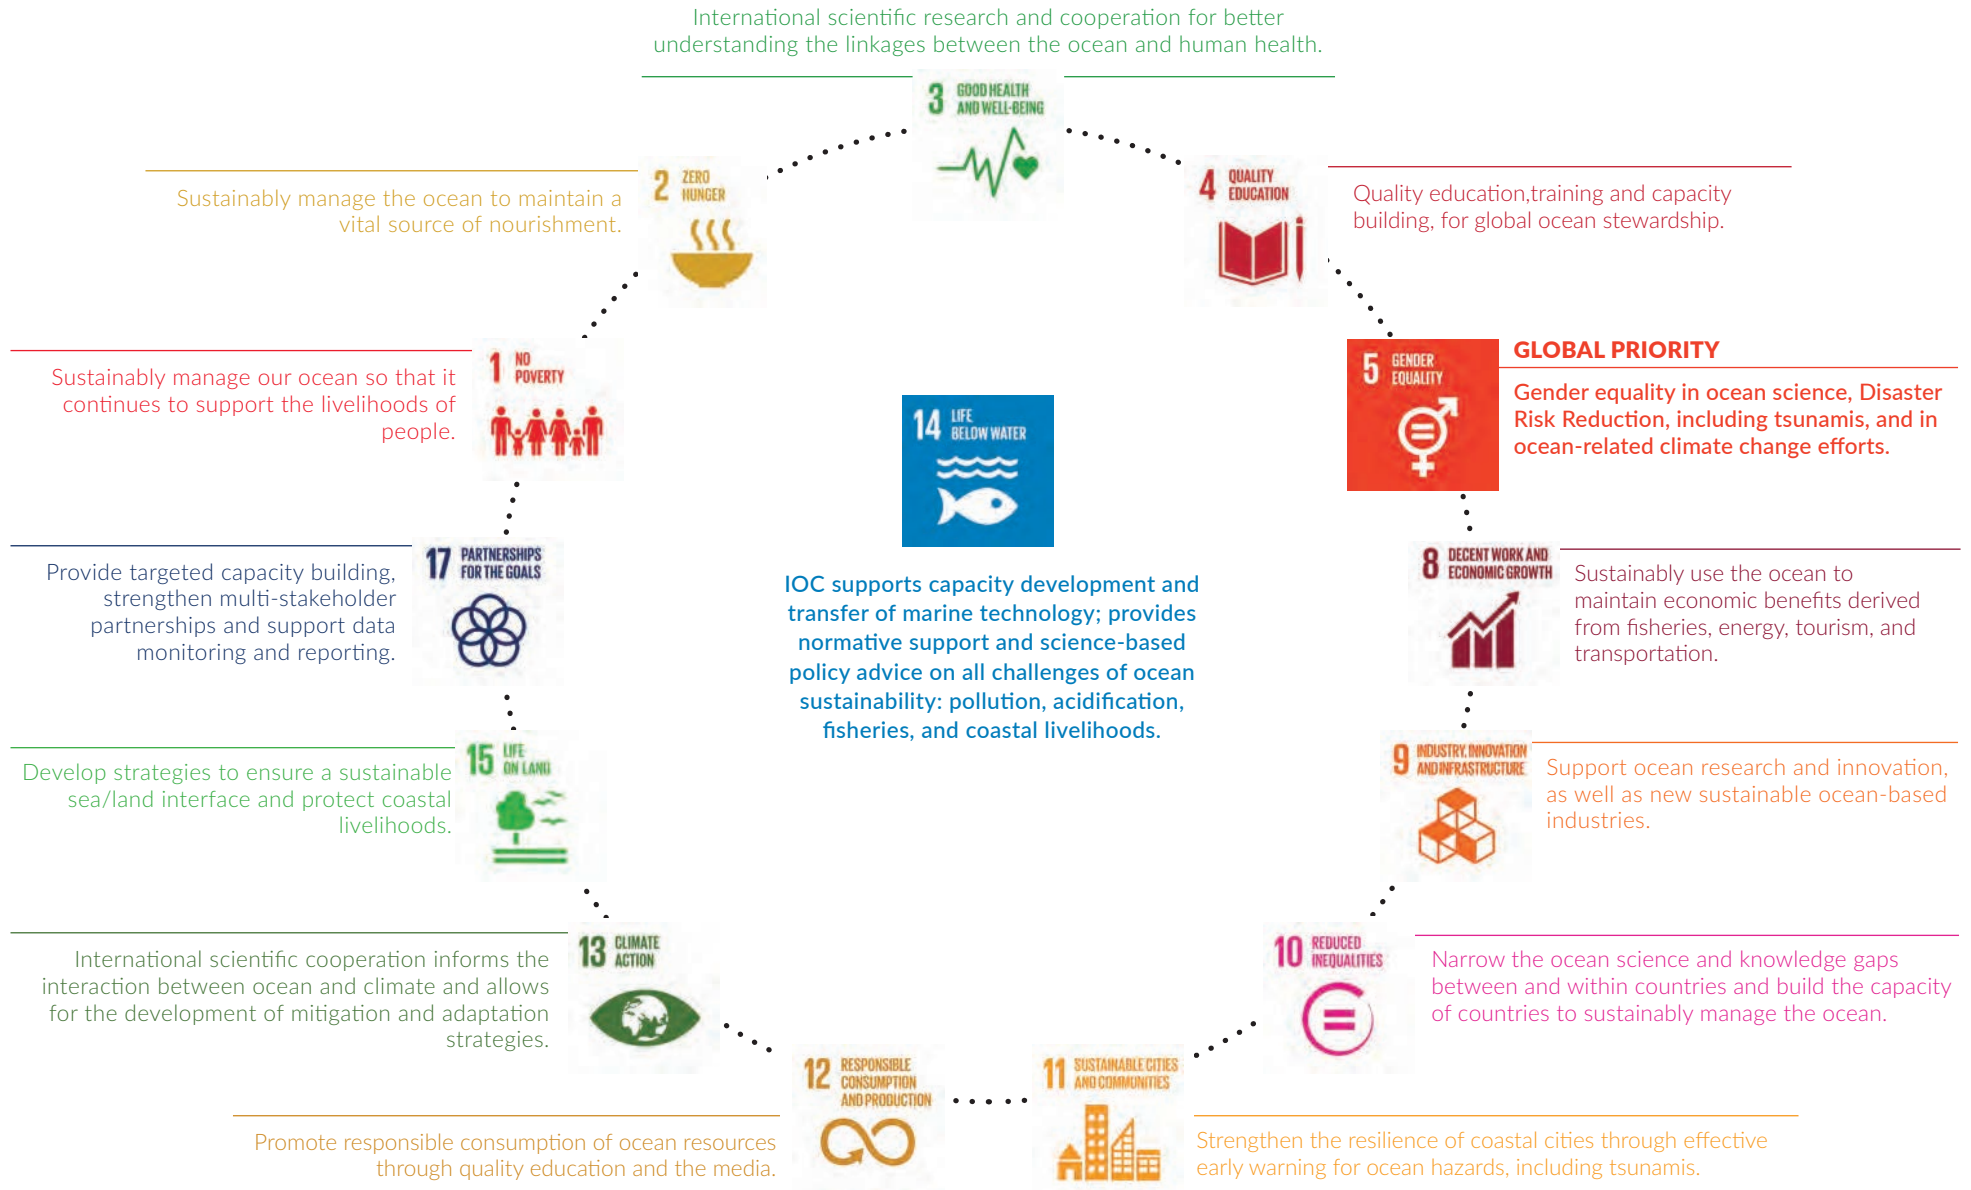 International scientific research and cooperation for better
understanding the linkages between the ocean and human health.
3 GOOD HEALTH
AND WELL-BEING
2 ZERO
HUNGER
Sustainably manage the ocean to maintain a
vital source of nourishment.
4 QUALITY
EDUCATION
Quality education,training and capacity
building, for global ocean stewardship.
1 NO
POVERTY
Sustainably manage our ocean so that it
continues to support the livelihoods of
people.
5 GENDER
EQUALITY
GLOBAL PRIORITY
Gender equality in ocean science, Disaster
Risk Reduction, including tsunamis, and in
ocean-related climate change efforts.
14 LIFE
BELOW WATER
IOC supports capacity development and
transfer of marine technology; provides
normative support and science-based
policy advice on all challenges of ocean
sustainability: pollution, acidification,
fisheries, and coastal livelihoods.
17 PARTNERSHIPS
FOR THE GOALS
Provide targeted capacity building,
strengthen multi-stakeholder
partnerships and support data
monitoring and reporting.
8 DECENT WORK AND
ECONOMIC GROWTH
Sustainably use the ocean to
maintain economic benefits derived
from fisheries, energy, tourism, and
transportation.
15 LIFE
ON LAND
Develop strategies to ensure a sustainable
sea/land interface and protect coastal
livelihoods.
9 INDUSTRY, INNOVATION
AND INFRASTRUCTURE
Support ocean research and innovation,
as well as new sustainable ocean-based
industries.
13 CLIMATE
ACTION
International scientific cooperation informs the
interaction between ocean and climate and allows
for the development of mitigation and adaptation
strategies.
10 REDUCED
INEQUALITIES
Narrow the ocean science and knowledge gaps
between and within countries and build the capacity
of countries to sustainably manage the ocean.
12 RESPONSIBLE
CONSUMPTION
AND PRODUCTION
Promote responsible consumption of ocean resources
through quality education and the media.
11 SUSTAINABLE CITIES
AND COMMUNITIES
Strengthen the resilience of coastal cities through effective
early warning for ocean hazards, including tsunamis.